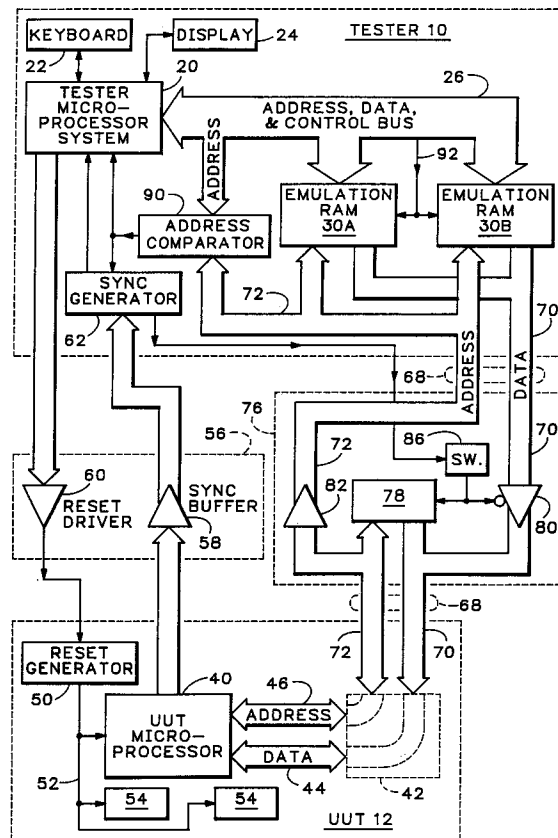 KEYBOARD
DISPLAY
TESTER 10
22
24
20
26
TESTER
MICRO-
PROCESSOR
SYSTEM
ADDRESS, DATA,
& CONTROL BUS
ADDRESS
92
90
ADDRESS
COMPARATOR
EMULATION
RAM
30A
EMULATION
RAM
30B
SYNC
GENERATOR
62
72
70
68
ADDRESS
DATA
56
76
72
86
70
60
RESET
DRIVER
SYNC
BUFFER
58
82
78
SW.
80
68
72
70
RESET
GENERATOR
50
40
46
UUT
MICRO-
PROCESSOR
ADDRESS
DATA
44
42
52
54
54
UUT 12